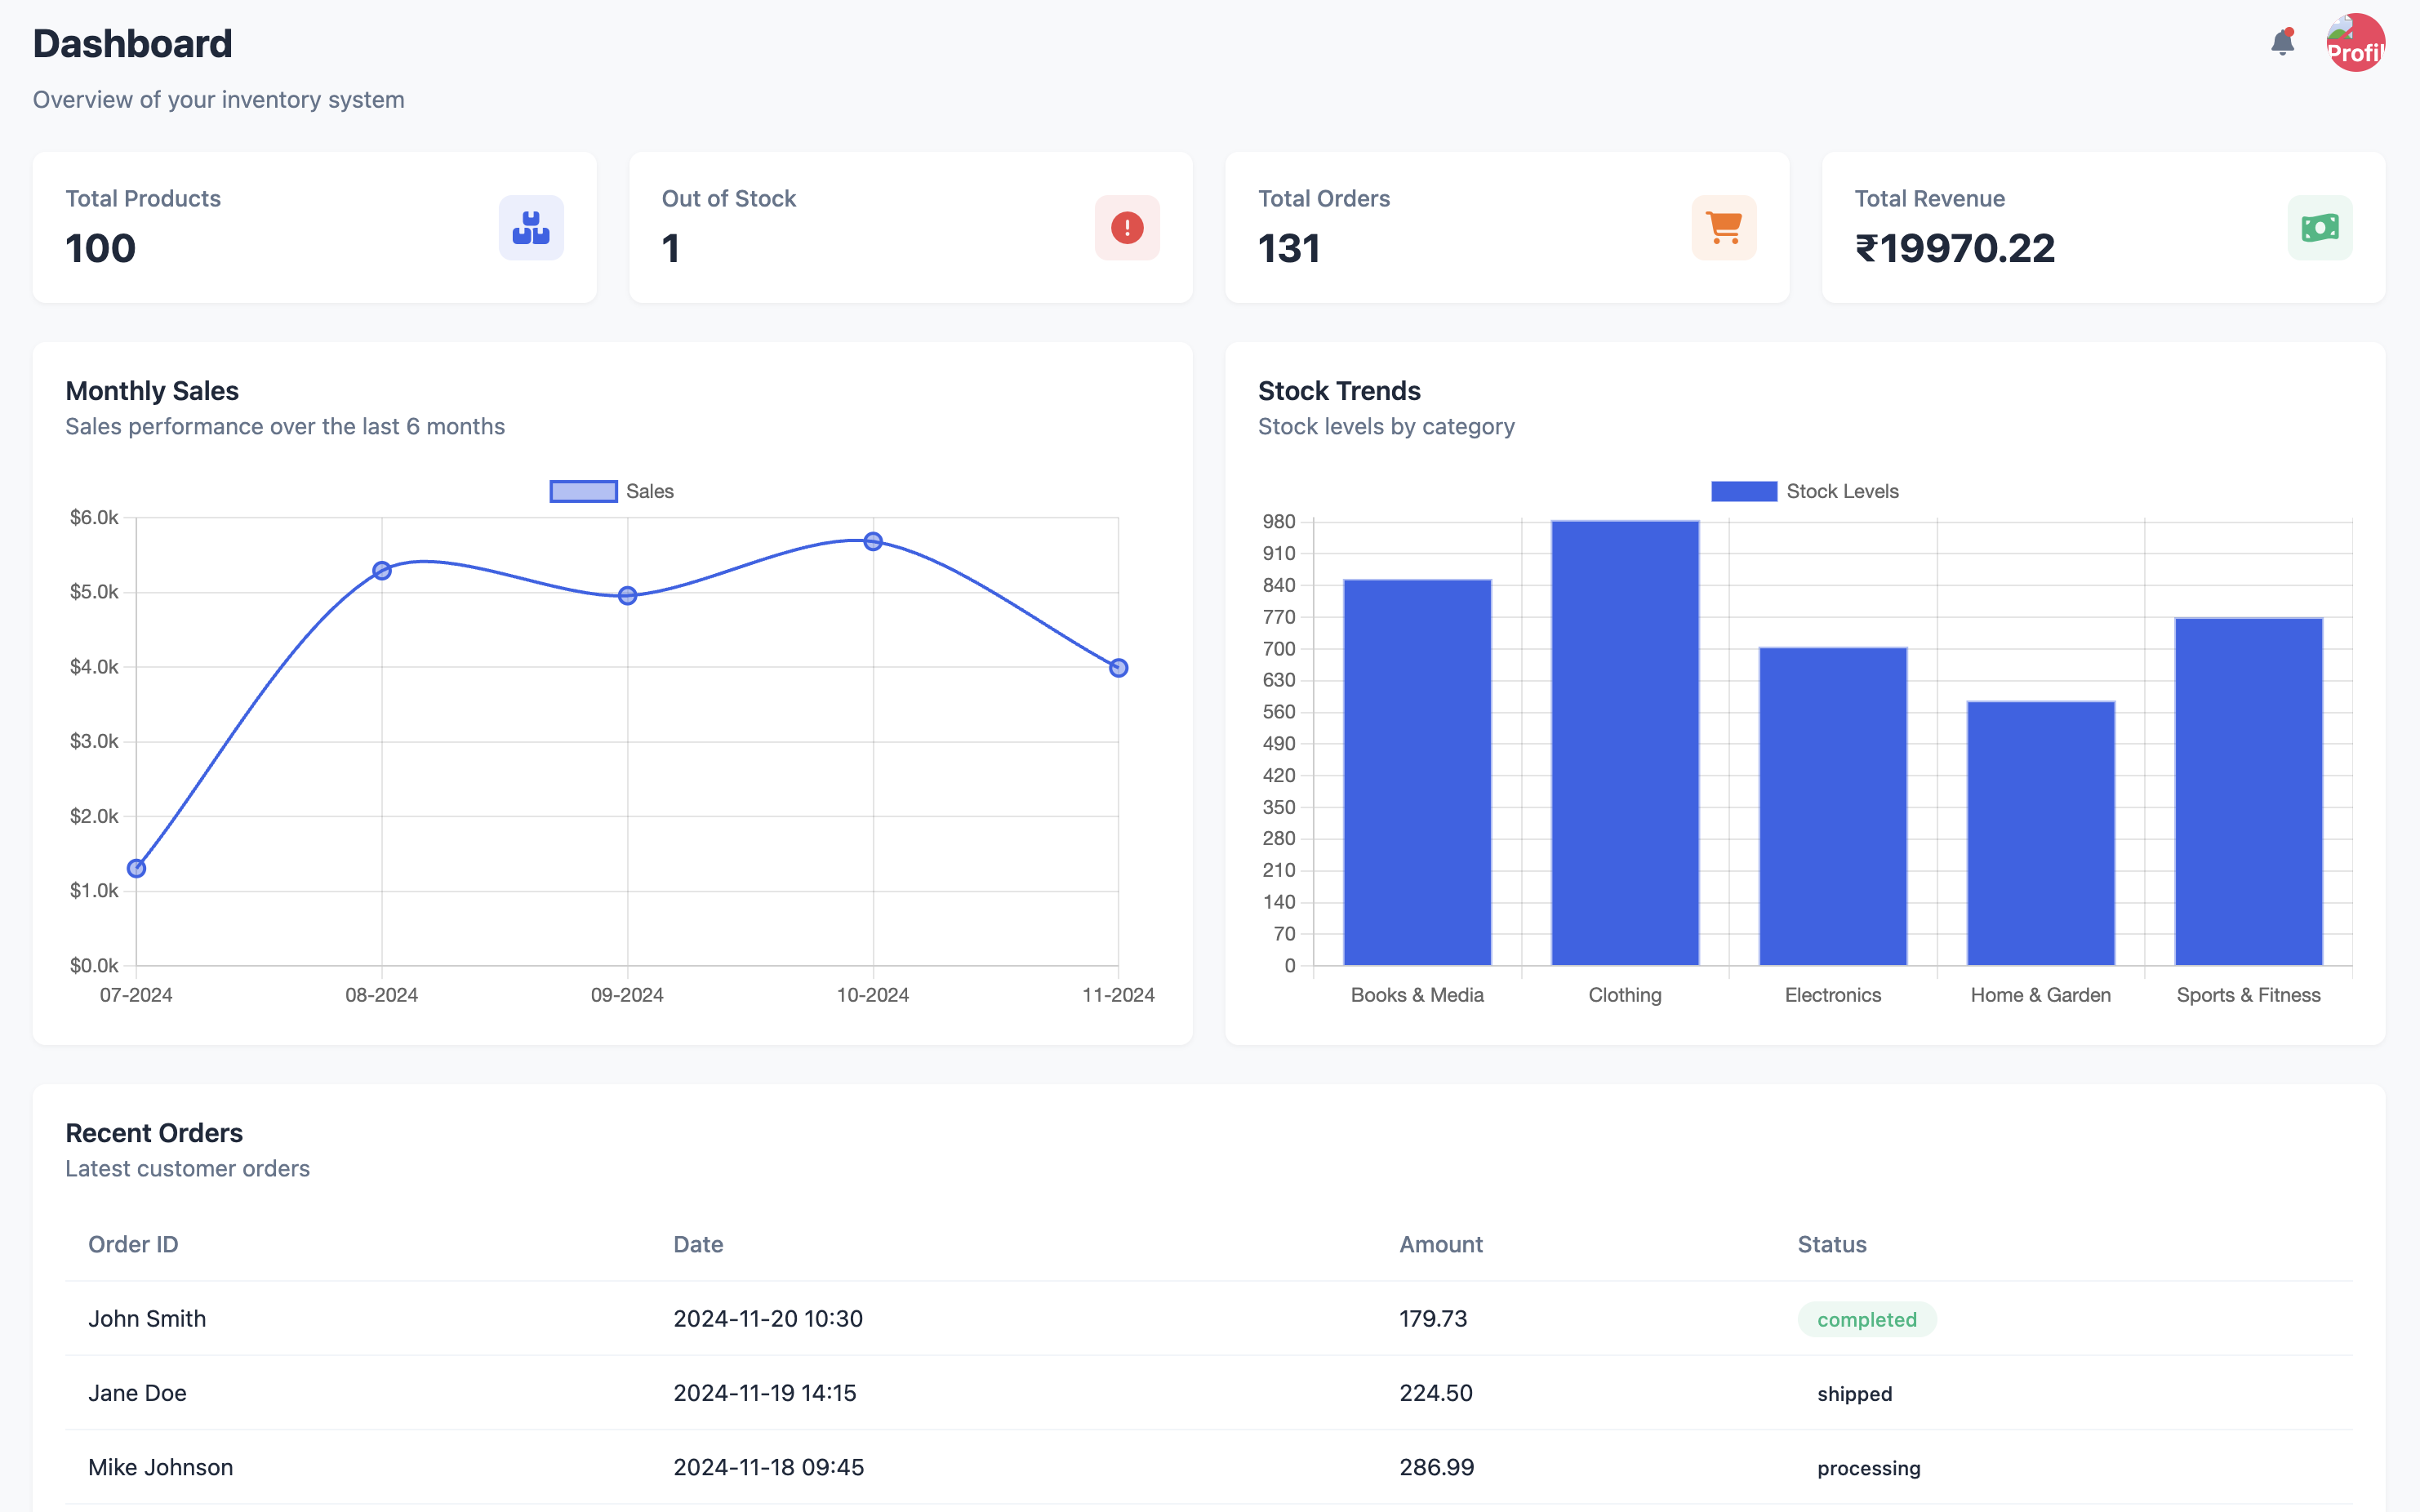 Dashboard
Profil
Overview of your inventory system
Total Products
100
Out of Stock
1
Total Orders
131
Total Revenue
₹19970.22
Monthly Sales
Sales performance over the last 6 months
Sales
$6.0k
$5.0k
$4.0k
$3.0k
$2.0k
$1.0k
$0.0k
07-2024 08-2024 09-2024 10-2024 11-2024
Stock Trends
Stock levels by category
Stock Levels
980
910
840
770
700
630
560
490
420
350
280
210
140
70
0
Books & Media Clothing Electronics Home & Garden Sports & Fitness
Recent Orders
Latest customer orders
Order ID Date Amount Status
John Smith 2024-11-20 10:30 179.73 completed
Jane Doe 2024-11-19 14:15 224.50 shipped
Mike Johnson 2024-11-18 09:45 286.99 processing